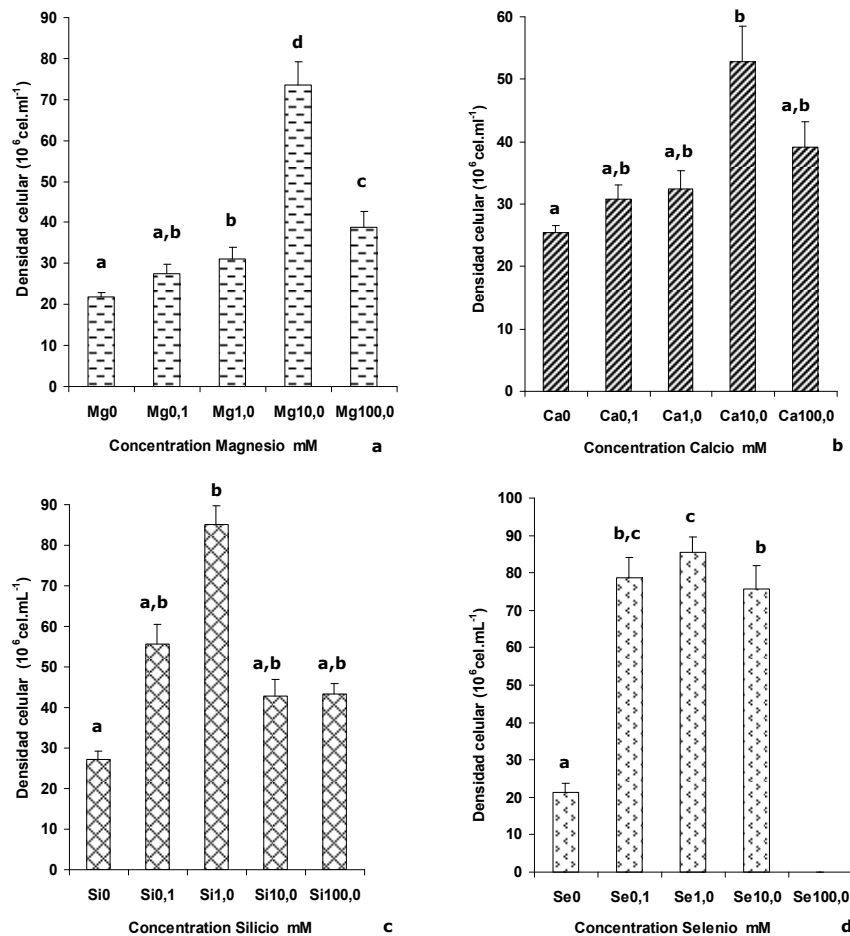 90
80
70
60
50
40
30
20
10
0
Densidad celular (10⁶cel.ml⁻¹)
a
a,b
b
d
c
Mg0 Mg0,1 Mg1,0 Mg10,0 Mg100,0
Concentration Magnesio mM
a
60
50
40
30
20
10
0
Densidad celular (10⁶cel.ml⁻¹)
a
a,b
a,b
b
a,b
Ca0 Ca0,1 Ca1,0 Ca10,0 Ca100,0
Concentration Calcio mM
b
90
80
70
60
50
40
30
20
10
0
Densidad celular (10⁶cel.mL⁻¹)
a
a,b
b
a,b
a,b
Si0 Si0,1 Si1,0 Si10,0 Si100,0
Concentration Silicio mM
c
100
90
80
70
60
50
40
30
20
10
0
Densidad celular (10⁶cel.mL⁻¹)
a
b,c
c
b
Se0 Se0,1 Se1,0 Se10,0 Se100,0
Concentration Selenio mM
d